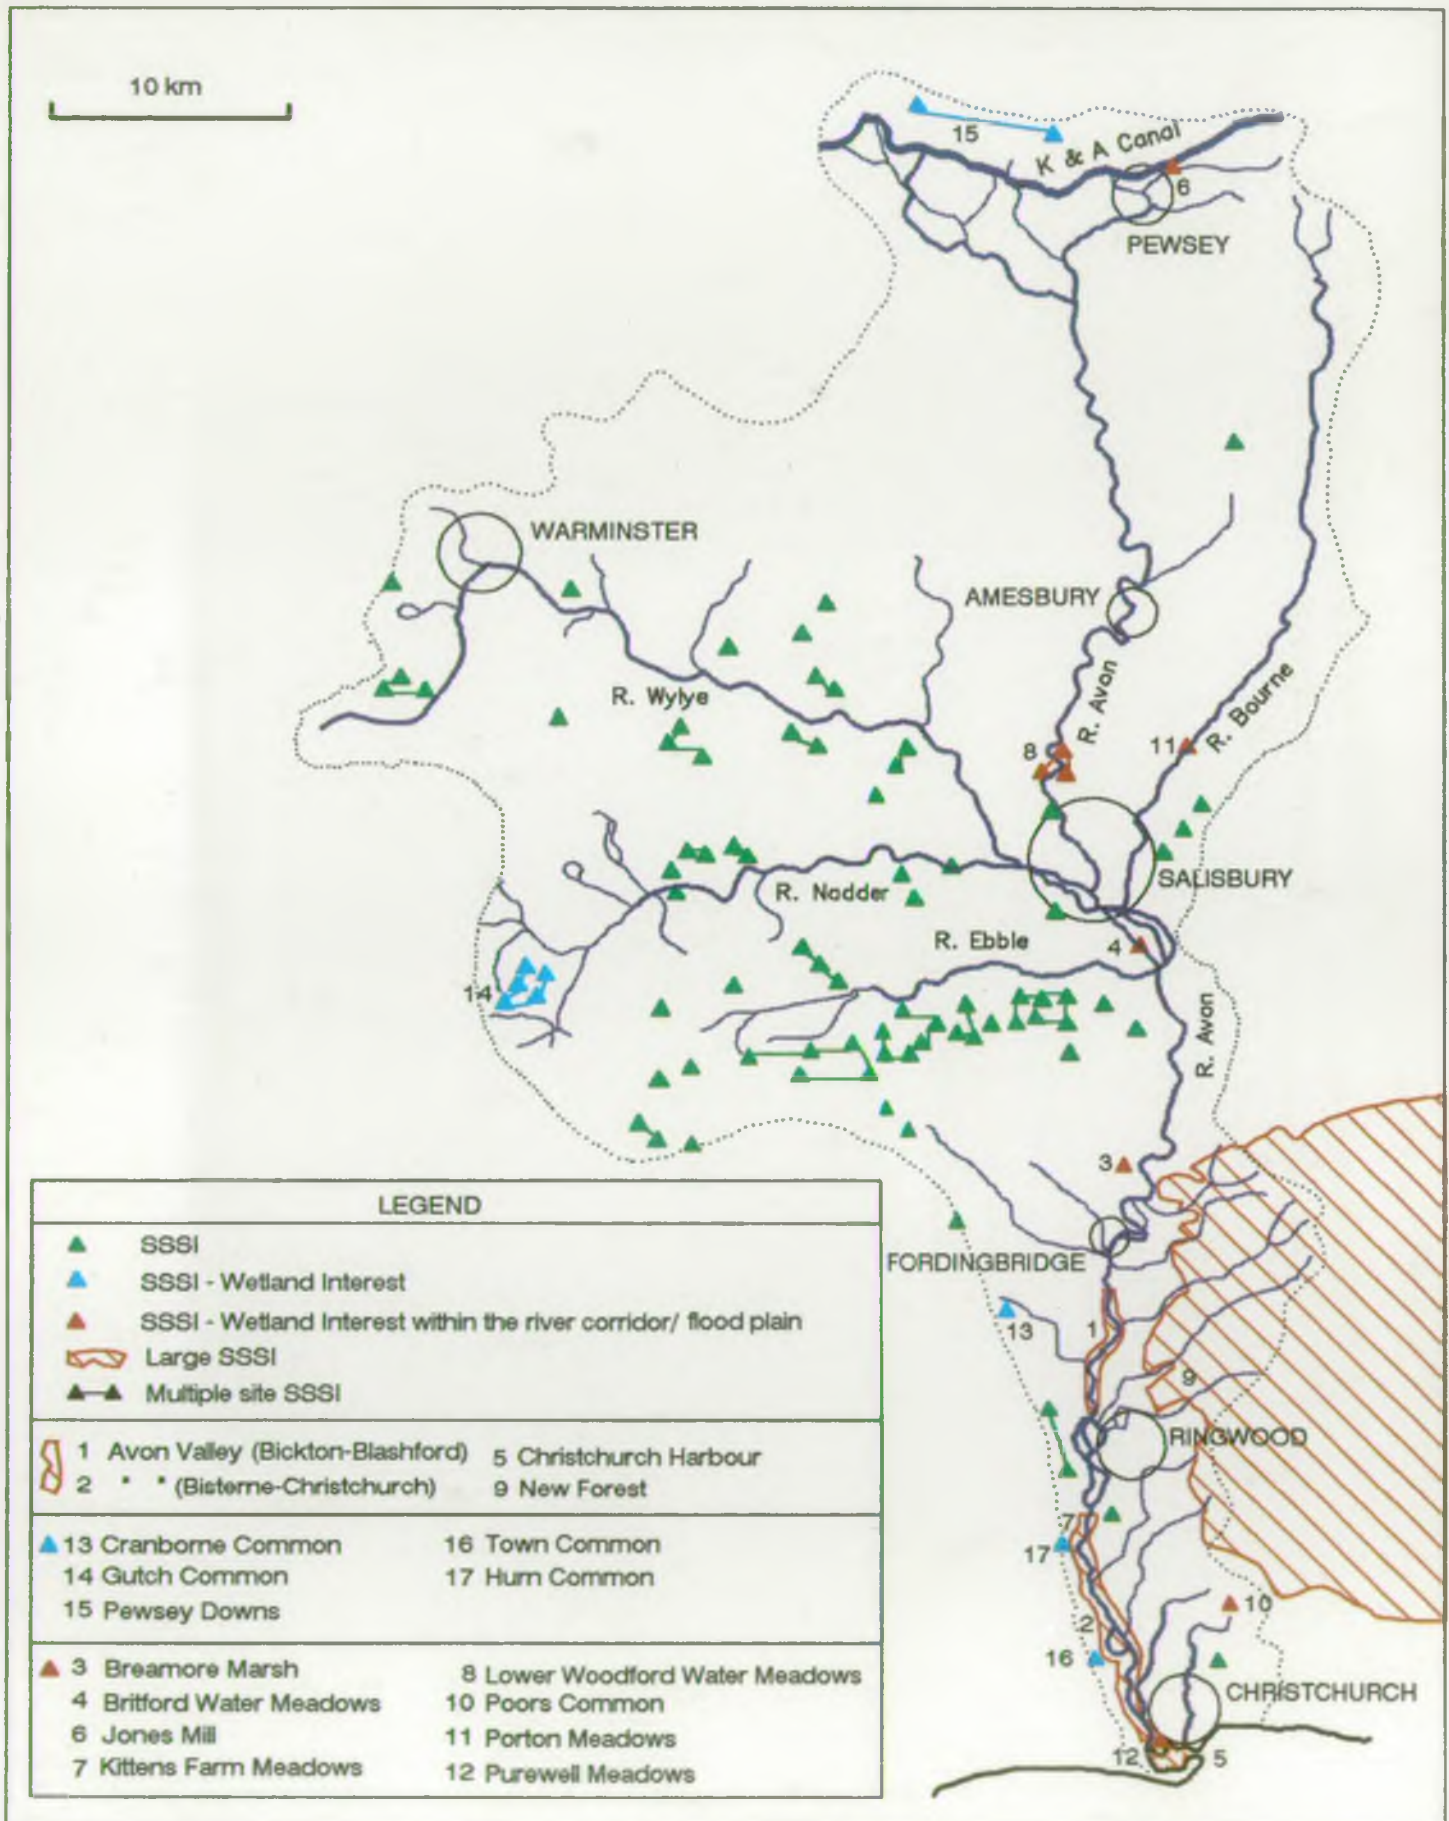 10 km
15
K & A Canal
6
PEWSEY
WARMINSTER
AMESBURY
R. Wylye
R. Avon
R. Bourne
8
11
SALISBURY
R. Nadder
R. Ebble
4
14
R. Avon
3
FORDINGBRIDGE
13
1
9
RINGWOOD
7
17
10
2
16
CHRISTCHURCH
12
5
LEGEND
SSSI
SSSI - Wetland Interest
SSSI - Wetland Interest within the river corridor/ flood plain
Large SSSI
Multiple site SSSI
1 Avon Valley (Bickton-Blashford) 5 Christchurch Harbour
2 " " (Bisterne-Christchurch) 9 New Forest
13 Cranborne Common 16 Town Common
14 Gutch Common 17 Hurn Common
15 Pewsey Downs
3 Breamore Marsh 8 Lower Woodford Water Meadows
4 Britford Water Meadows 10 Poors Common
6 Jones Mill 11 Porton Meadows
7 Kittens Farm Meadows 12 Purewell Meadows